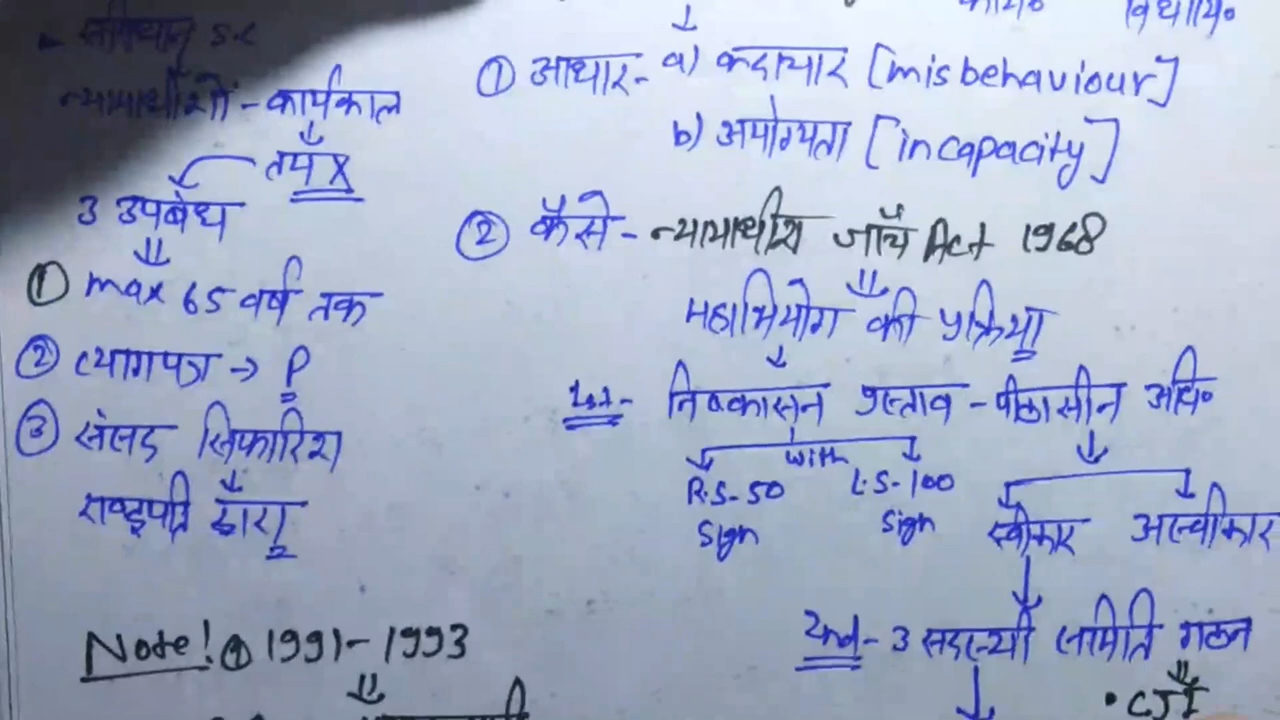 संविधान S.C
न्यायाधीशों - कार्यकाल
तय X
3 उपबंध
① max 65 वर्ष तक
② त्यागपत्र → P
③ संसद सिफारिश
राष्ट्रपति द्वारा
Note! ① 1991 - 1993
① आधार - a) कदाचार [misbehaviour]
b) अयोग्यता [incapacity]
② कैसे - न्यायाधीश जाँच Act 1968
महाभियोग की प्रक्रिया
1st - निष्कासन प्रस्ताव - पीठासीन अधि०
with
R.S - 50 Sign
L.S - 100 Sign
स्वीकार अस्वीकार
2nd - 3 सदस्यी समिति गठन
• CJI